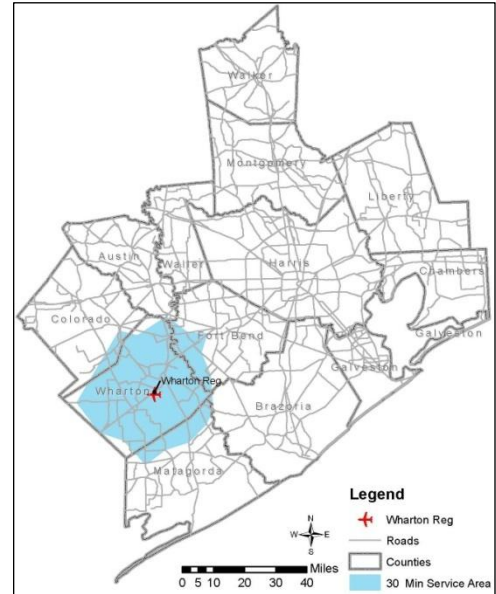 Walker
Montgomery
Liberty
Austin
Waller
Harris
Chambers
Colorado
Fort Bend
Galveston
Galveston
Wharton Reg
Wharton
Brazoria
Matagorda
Legend
Wharton Reg
Roads
Counties
30 Min Service Area
N
W E
S
Miles
0 5 10 20 30 40